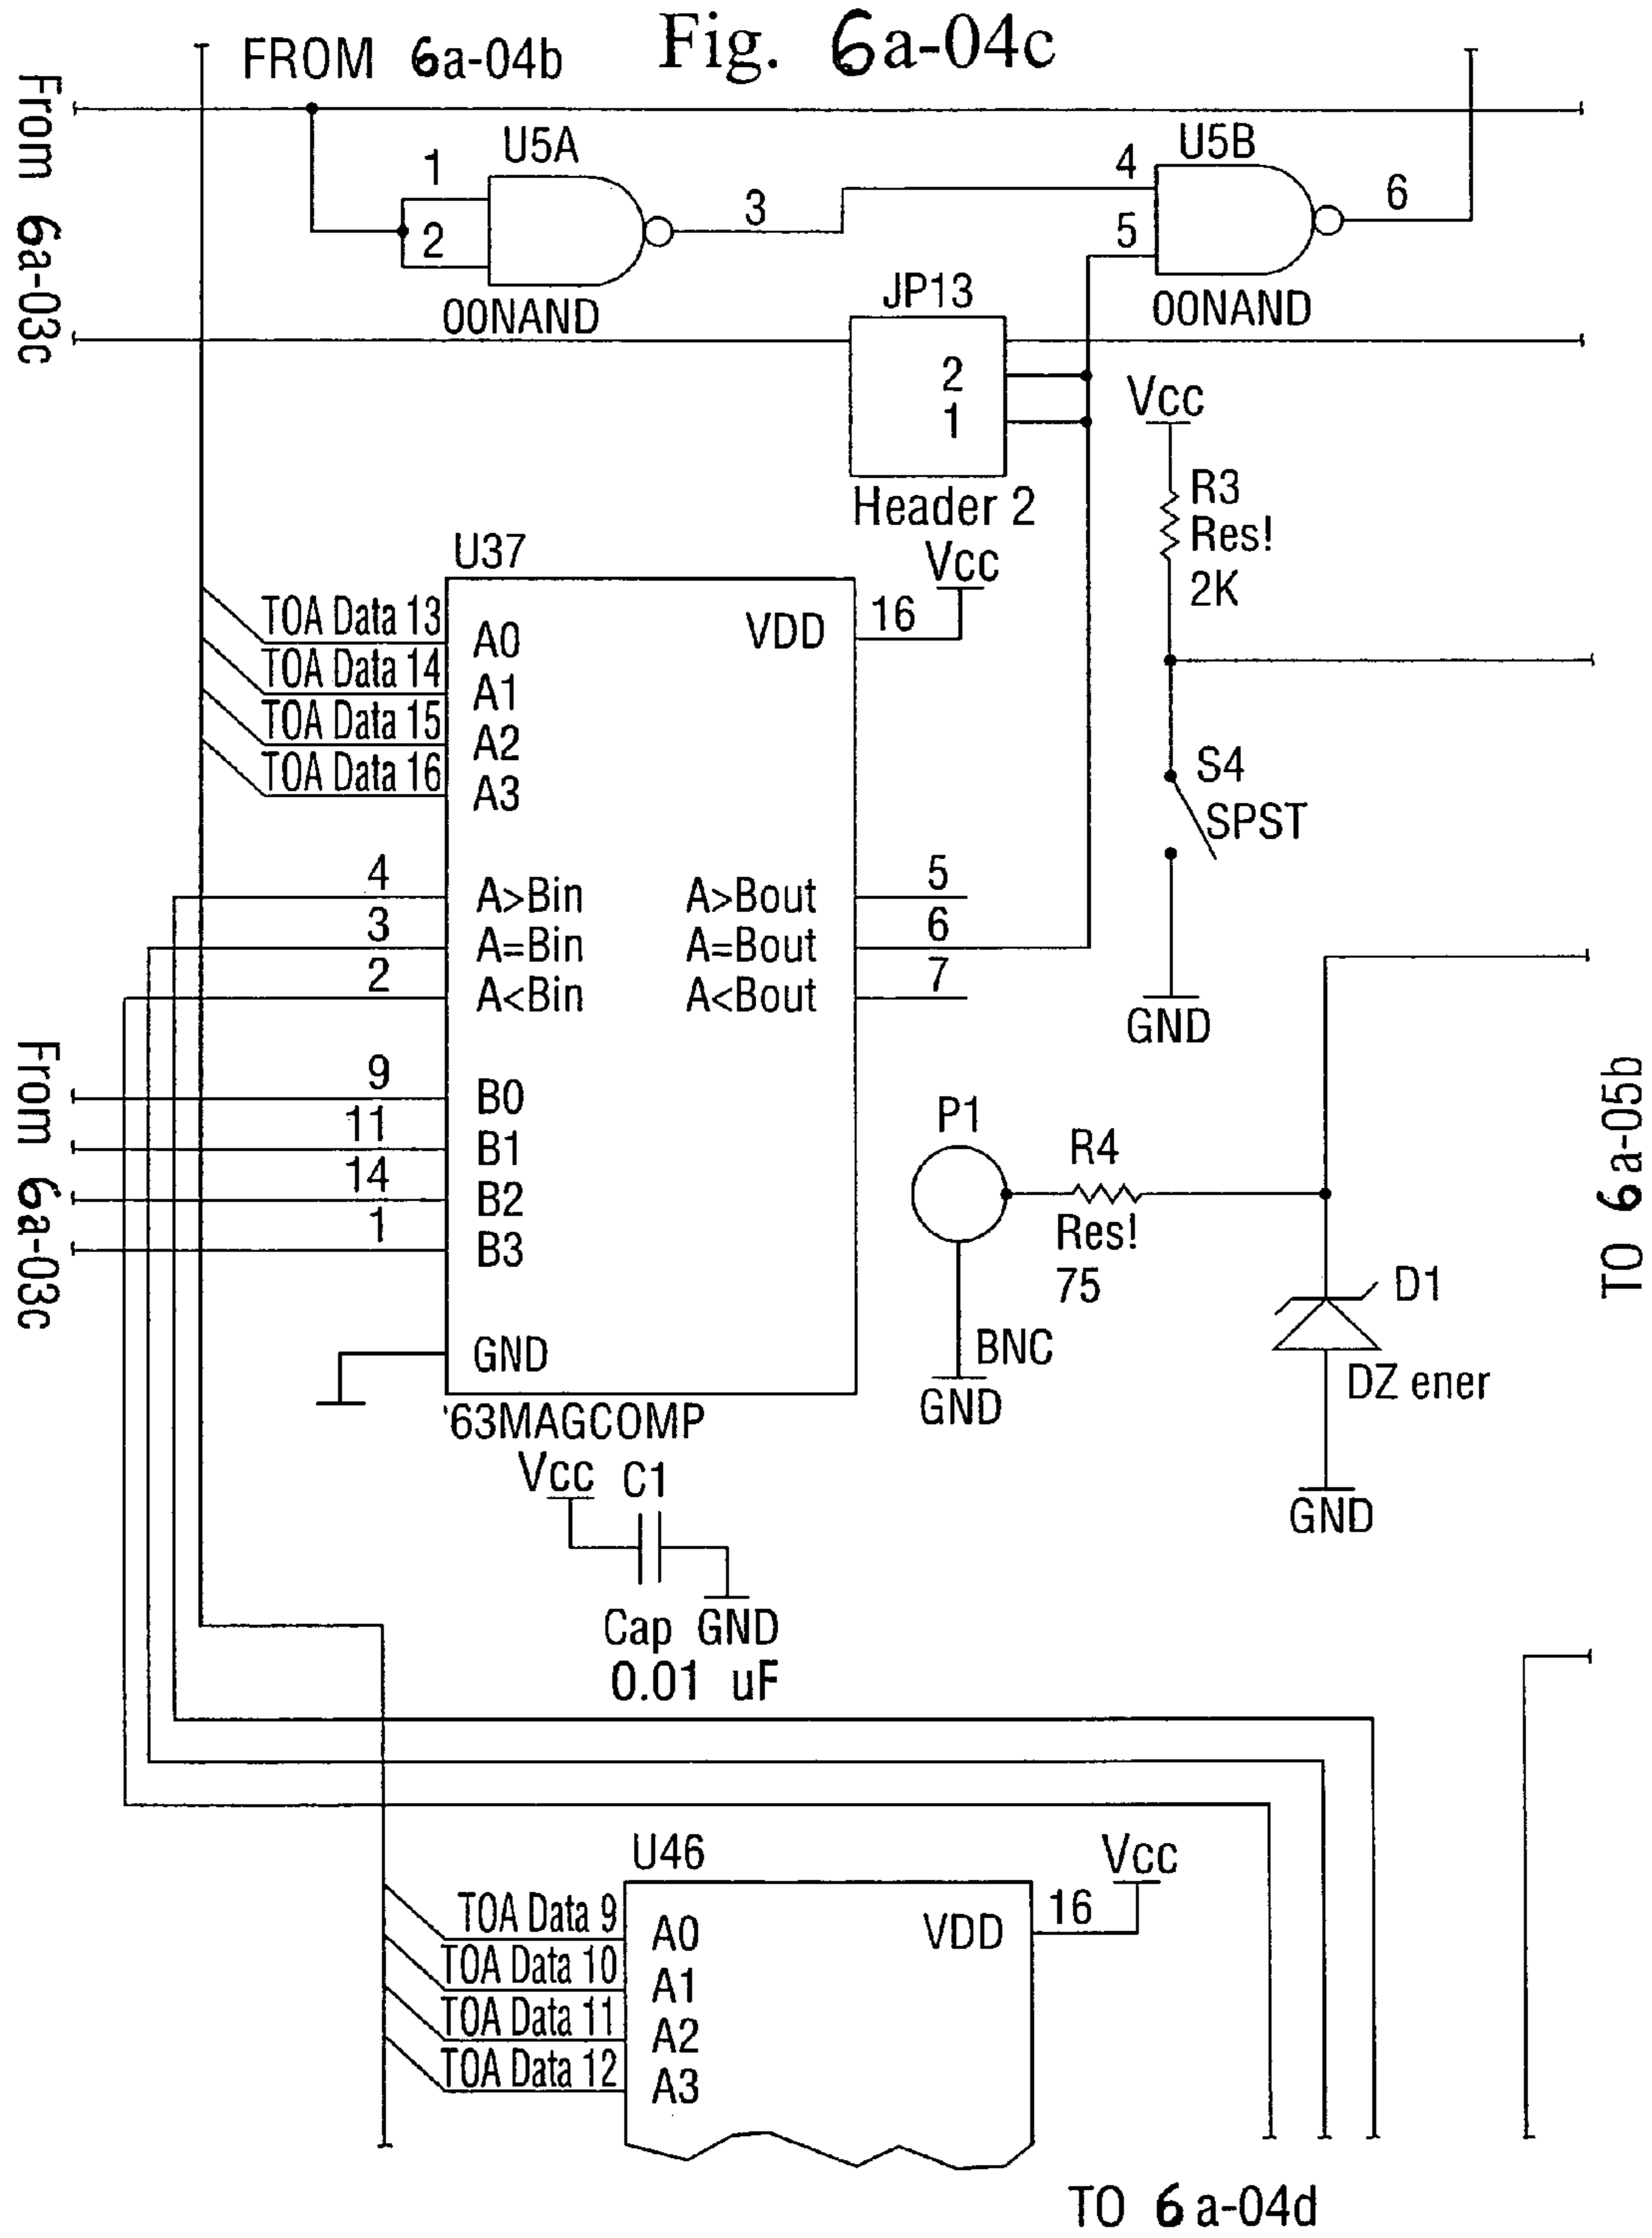 Fig. 6a-04c
FROM 6a-04b
From 6a-03c
U5A
1
2
3
00NAND
U5B
4
5
6
00NAND
JP13
2
1
Header 2
Vcc
R3
Res!
2K
S4
SPST
GND
U37
Vcc
16
VDD
TOA Data 13
A0
TOA Data 14
A1
TOA Data 15
A2
TOA Data 16
A3
4
A>Bin
A>Bout
5
3
A=Bin
A=Bout
6
2
A<Bin
A<Bout
7
From 6a-03c
9
B0
11
B1
14
B2
1
B3
GND
'63MAGCOMP
P1
R4
Res!
75
BNC
GND
D1
DZ ener
GND
TO 6a-05b
Vcc
C1
Cap
GND
0.01 uF
U46
Vcc
16
VDD
TOA Data 9
A0
TOA Data 10
A1
TOA Data 11
A2
TOA Data 12
A3
TO 6a-04d